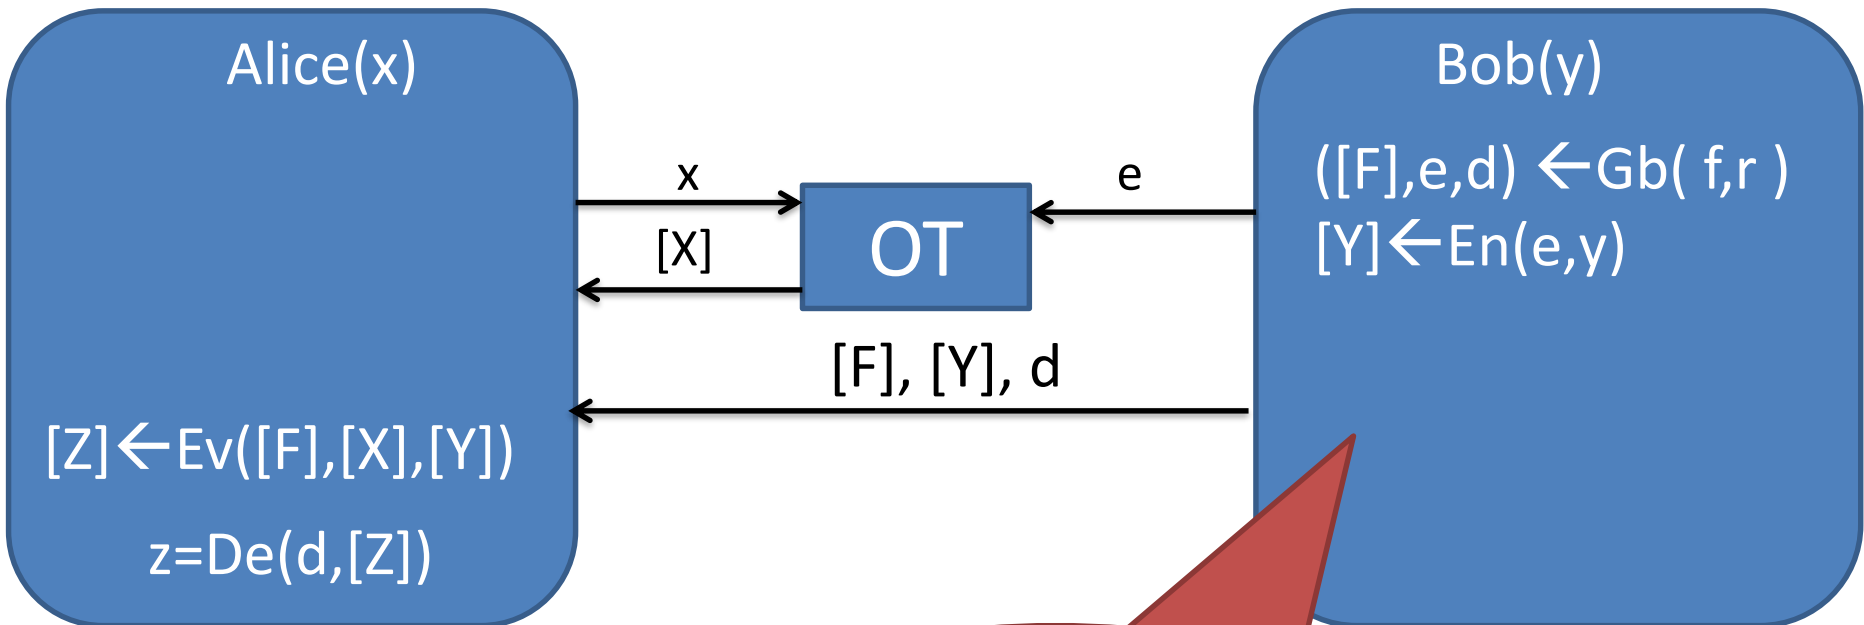 Alice(x)
[Z]←Ev([F],[X],[Y])
z=De(d,[Z])
x
[X]
OT
e
[F], [Y], d
Bob(y)
([F],e,d) ←Gb( f,r )
[Y]←En(e,y)